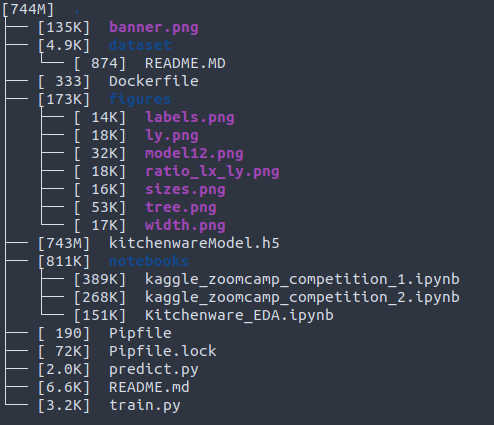 [744M]  .
├── [135K]  banner.png
├── [4.9K]  dataset
│   └── [ 874]  README.MD
├── [ 333]  Dockerfile
├── [173K]  figures
│   ├── [ 14K]  labels.png
│   ├── [ 18K]  ly.png
│   ├── [ 32K]  model12.png
│   ├── [ 18K]  ratio_lx_ly.png
│   ├── [ 16K]  sizes.png
│   ├── [ 53K]  tree.png
│   └── [ 17K]  width.png
├── [743M]  kitchenwareModel.h5
├── [811K]  notebooks
│   ├── [389K]  kaggle_zoomcamp_competition_1.ipynb
│   ├── [268K]  kaggle_zoomcamp_competition_2.ipynb
│   └── [151K]  Kitchenware_EDA.ipynb
├── [ 190]  Pipfile
├── [ 72K]  Pipfile.lock
├── [2.0K]  predict.py
├── [6.6K]  README.md
└── [3.2K]  train.py